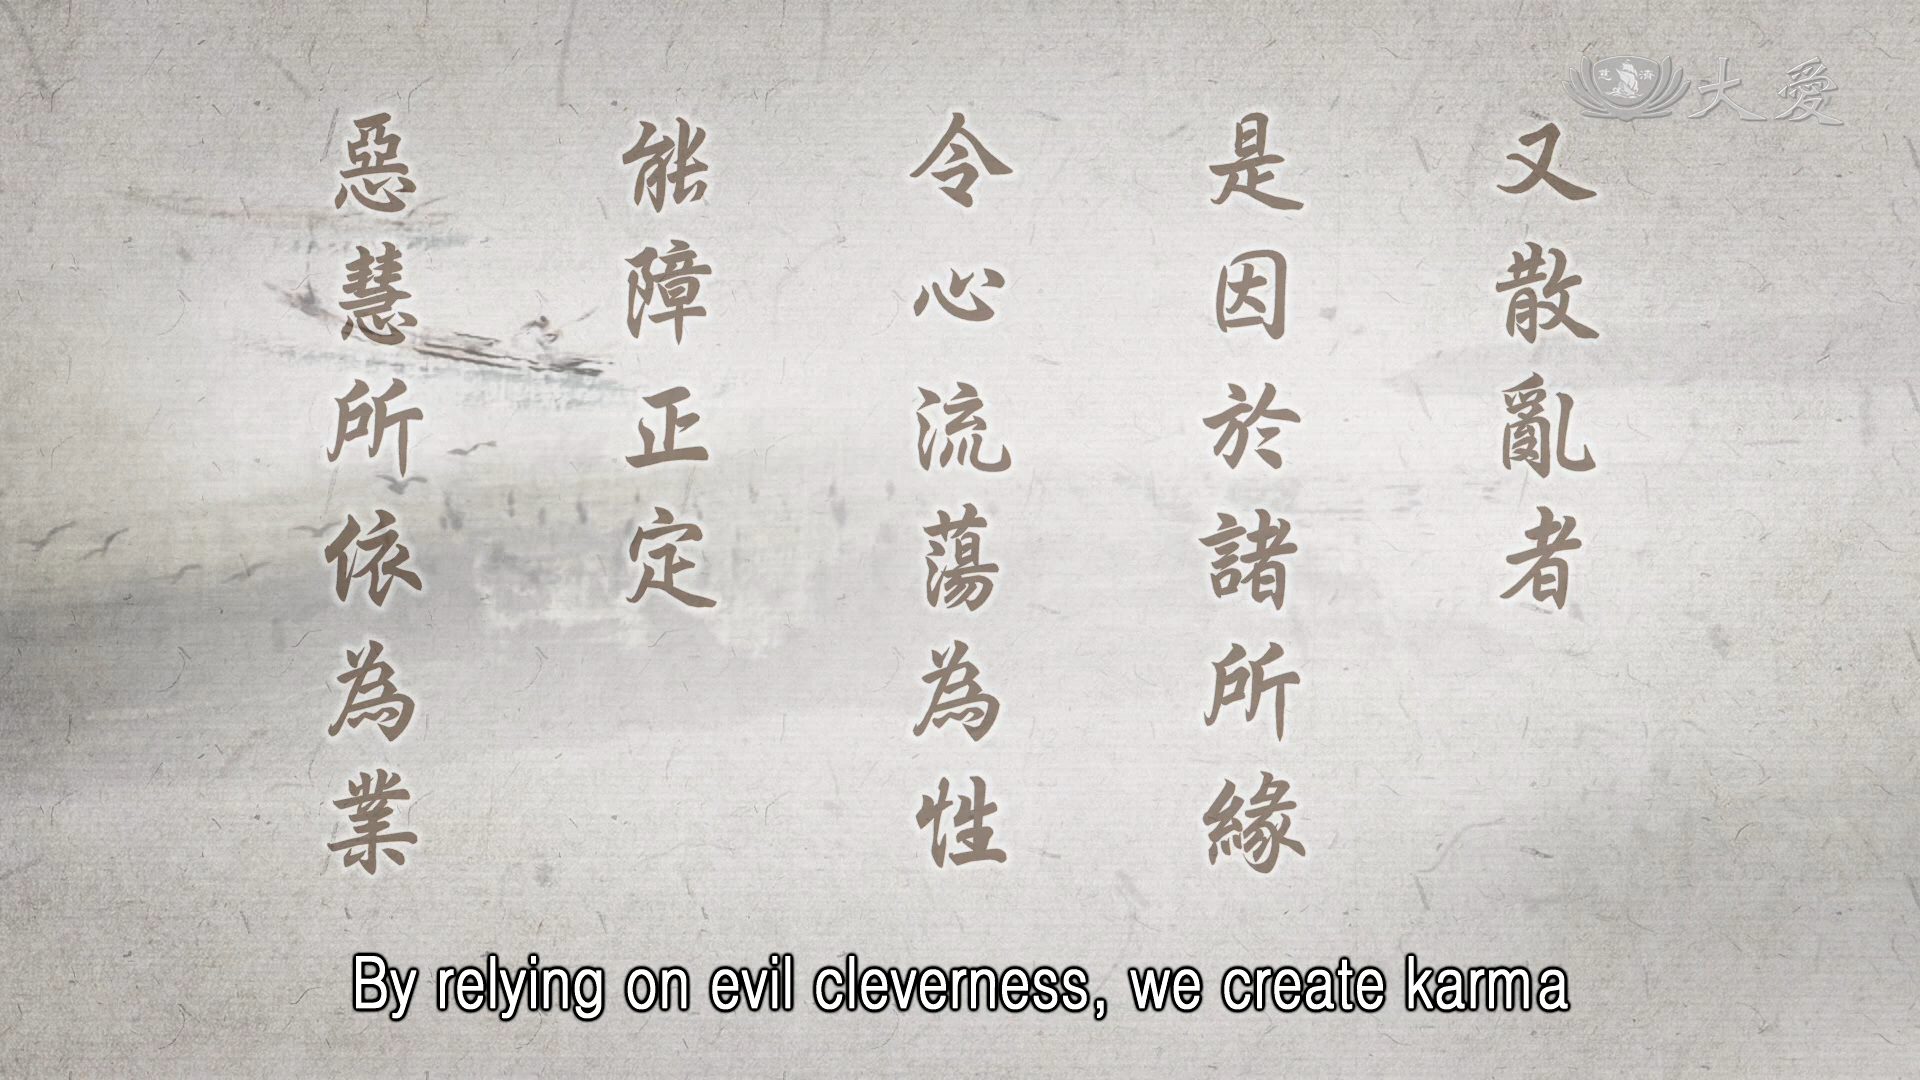 大愛
又散亂者
是因於諸所緣
令心流蕩為性
能障正定
惡慧所依為業
By relying on evil cleverness, we create karma